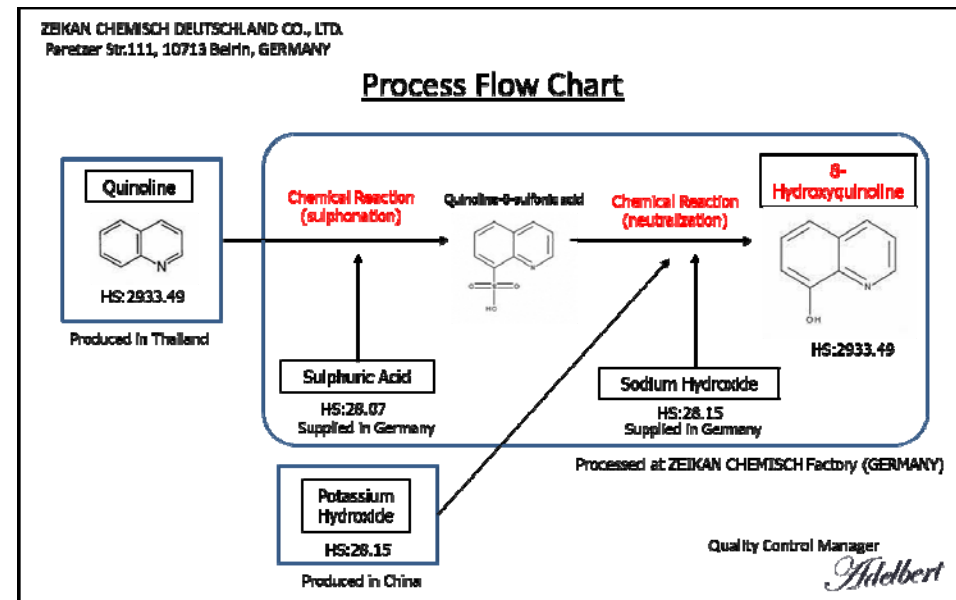 ZEIKAN CHEMISCH DEUTSCHLAND CO., LTD.
Paretzer Str.111, 10713 Beirin, GERMANY
Process Flow Chart
Quinoline
N
HS:2933.49
Produced in Thailand
Chemical Reaction
(sulphonation)
Quinoline-8-sulfonic acid
N
O
S
O
HO
Chemical Reaction
(neutralization)
8-
Hydroxyquinoline
N
OH
HS:2933.49
Sulphuric Acid
HS:28.07
Supplied in Germany
Sodium Hydroxide
HS:28.15
Supplied in Germany
Processed at ZEIKAN CHEMISCH Factory (GERMANY)
Potassium
Hydroxide
HS:28.15
Produced in China
Quality Control Manager
Adelbert